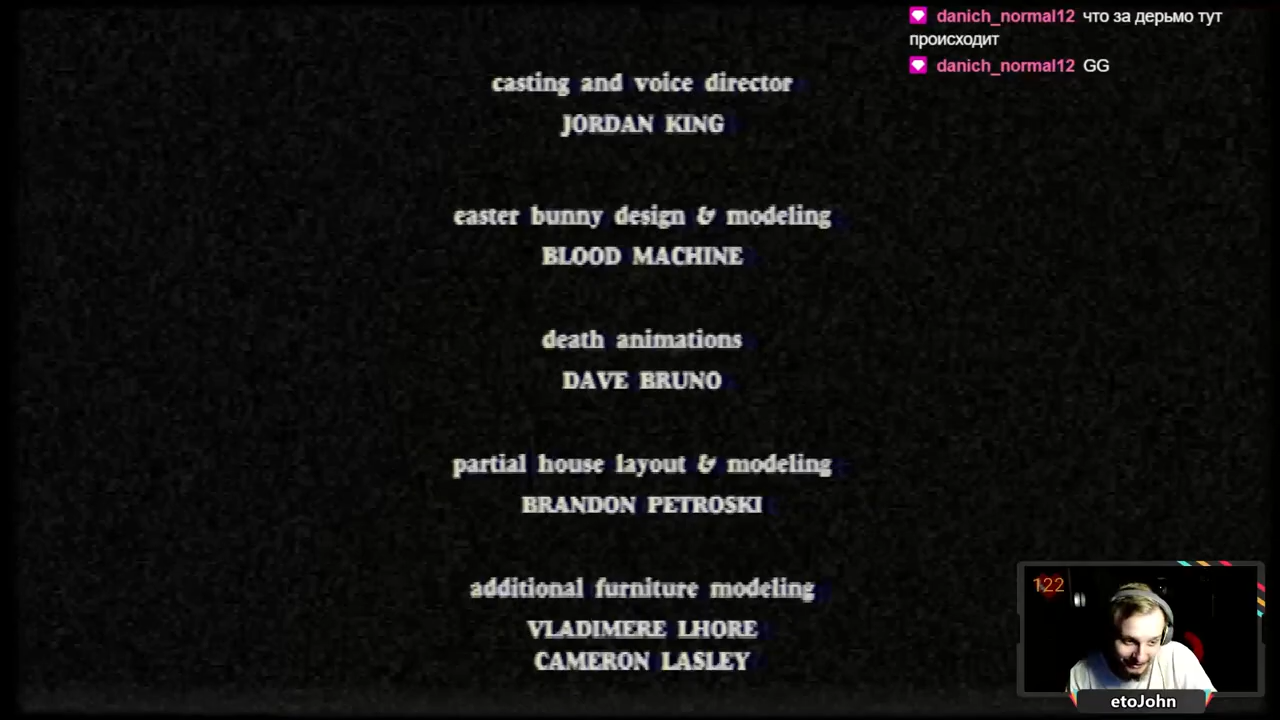 danich_normal12 что за дерьмо тут
происходит
danich_normal12 GG
casting and voice director
JORDAN KING
easter bunny design & modeling
BLOOD MACHINE
death animations
DAVE BRUNO
partial house layout & modeling
BRANDON PETROSKI
additional furniture modeling
VLADIMERE LHORE
CAMERON LASLEY
122
etoJohn